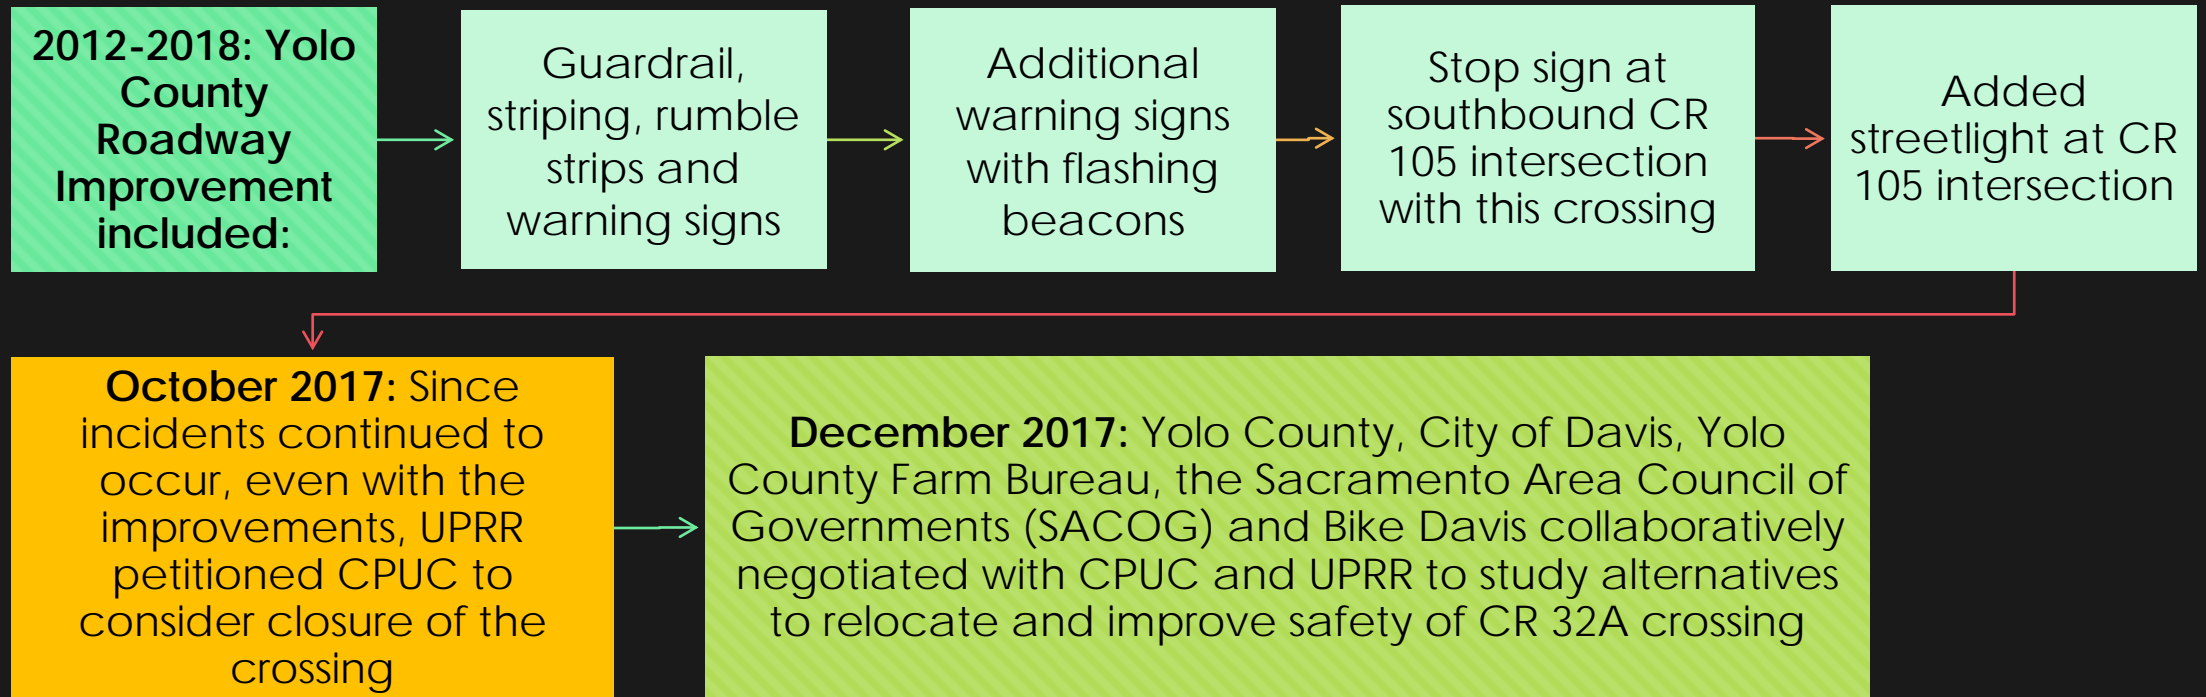 2012-2018: Yolo
County
Roadway
Improvement
included:
Guardrail,
striping, rumble
strips and
warning signs
Additional
warning signs
with flashing
beacons
Stop sign at
southbound CR
105 intersection
with this crossing
Added
streetlight at CR
105 intersection
October 2017: Since
incidents continued to
occur, even with the
improvements, UPRR
petitioned CPUC to
consider closure of the
crossing
December 2017: Yolo County, City of Davis, Yolo
County Farm Bureau, the Sacramento Area Council of
Governments (SACOG) and Bike Davis collaboratively
negotiated with CPUC and UPRR to study alternatives
to relocate and improve safety of CR 32A crossing